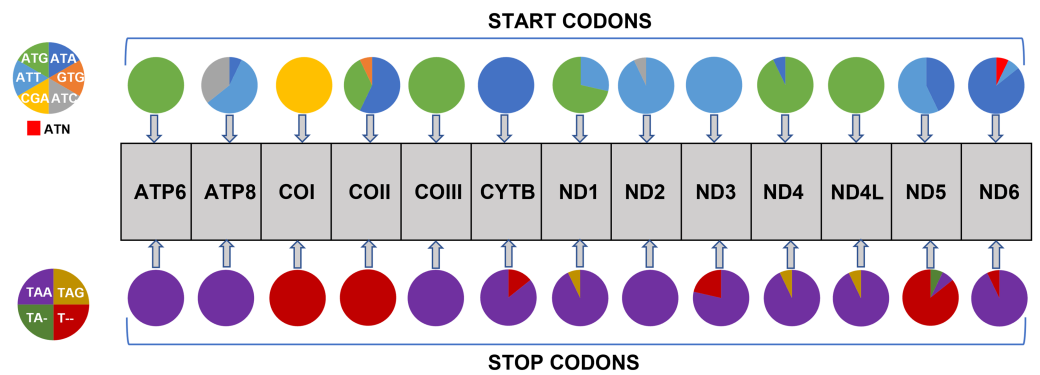 START CODONS
ATG ATA
ATT GTG
CGA ATC
ATN
ATP6 ATP8 COI COII COIII CYTB ND1 ND2 ND3 ND4 ND4L ND5 ND6
TAA TAG
TA- T--
STOP CODONS